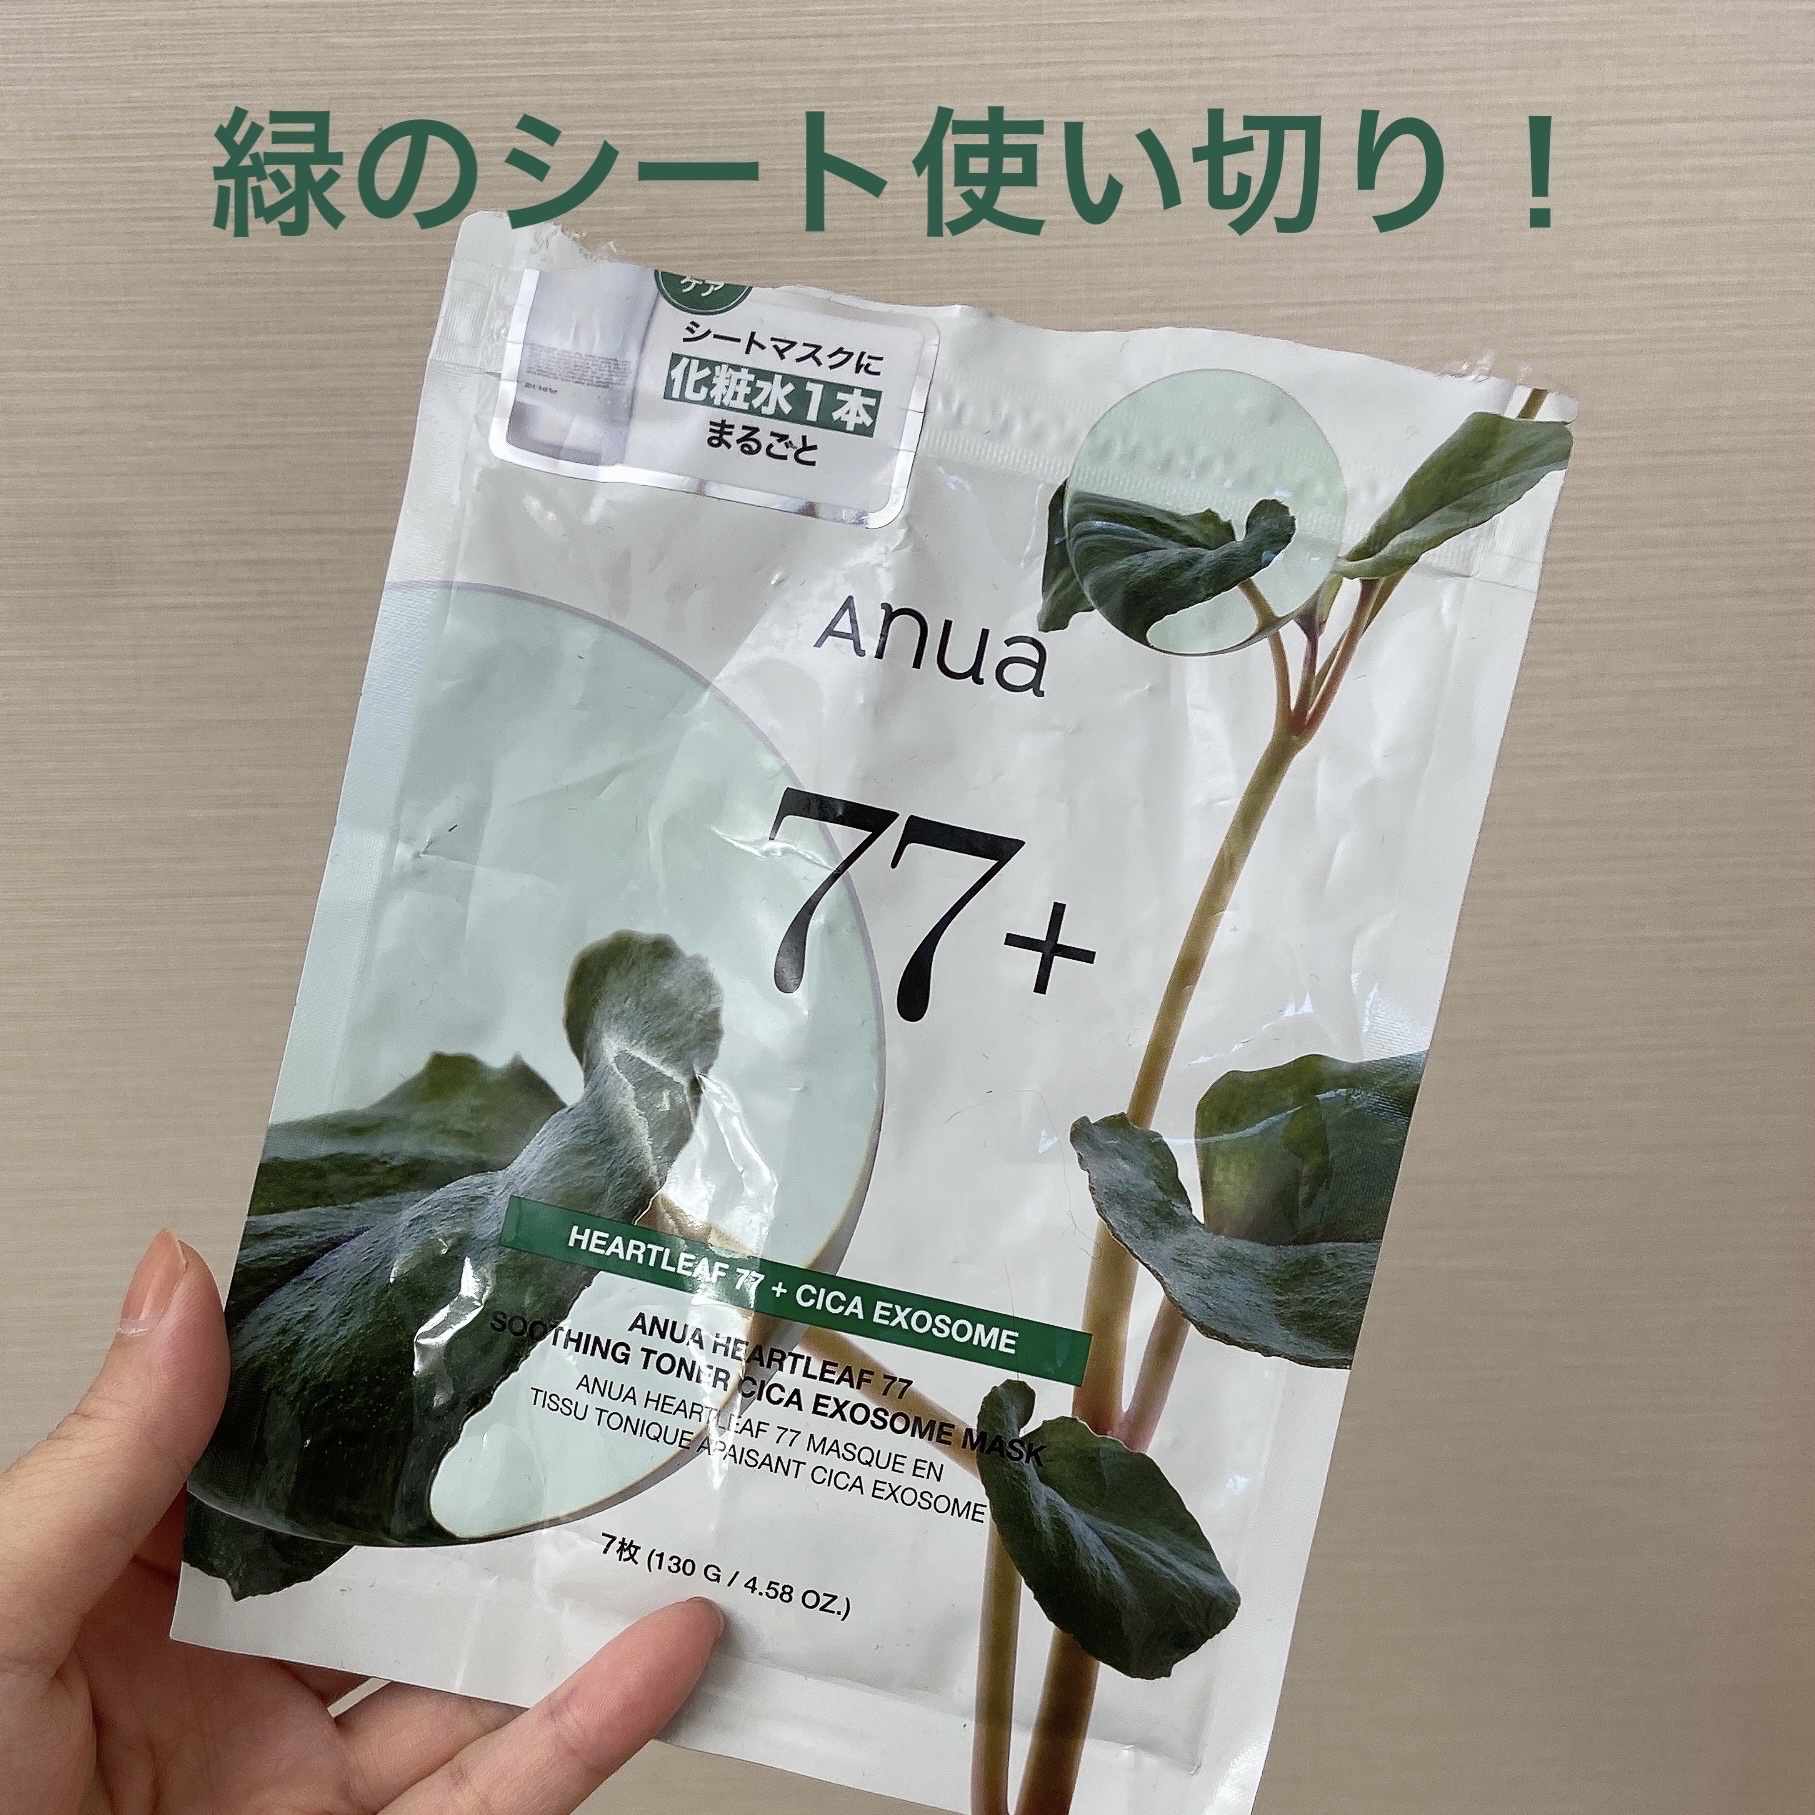 緑のシート使い切り！
ケア
シートマスクに
化粧水1本
まるごと
Anua
77+
HEARTLEAF 77 + CICA EXOSOME
ANUA HEARTLEAF 77
SOOTHING TONER CICA EXOSOME MASK
ANUA HEARTLEAF 77 MASQUE EN
TISSU TONIQUE APAISANT CICA EXOSOME
7枚 (130 G / 4.58 OZ.)